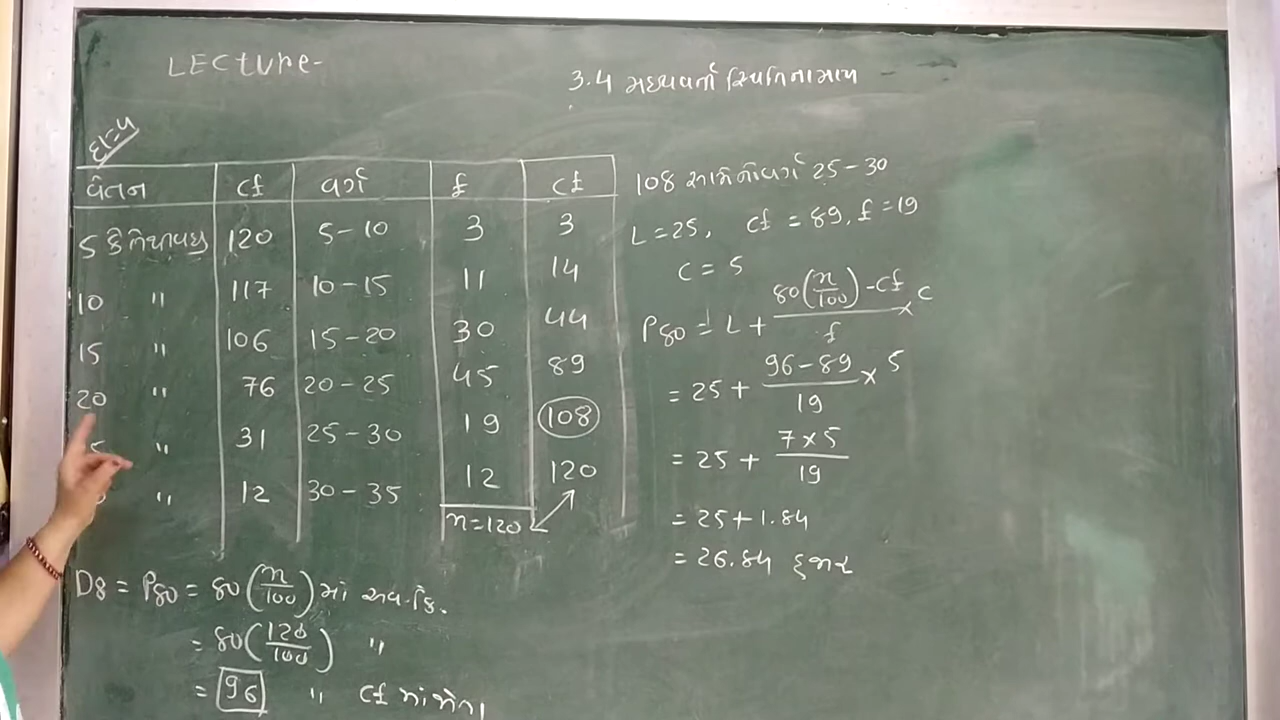 LECTURE-
3.4 મધ્યવર્તી સ્થિતિના માપ
દા=૫
વેતન cf વર્ગ f cf
5 કે તેથી વધુ 120 5-10 3 3
10 " 117 10-15 11 14
15 " 106 15-20 30 44
20 " 76 20-25 45 89
5 " 31 25-30 19 108
" 12 30-35 12 120
n=120
D8 = P80 = 80(n/100) માં અવ.કિં.
= 80(120/100) "
= 96 " cf માં જોતાં
108 સામેનો વર્ગ 25-30
L=25, cf = 89, f=19
C = 5
P80 = L + (80(n/100) - cf)/f × C
= 25 + (96-89)/19 × 5
= 25 + (7×5)/19
= 25+1.84
= 26.84 હજાર